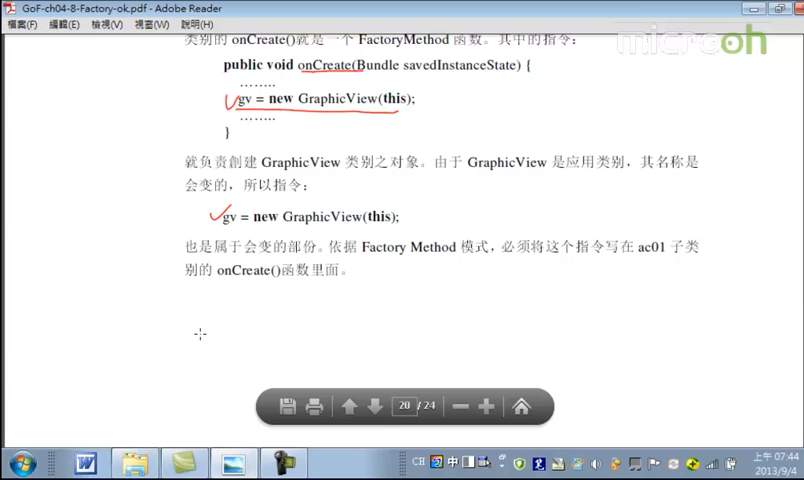 GoF-ch04-8-Factory-ok.pdf - Adobe Reader
檔案(F) 編輯(E) 檢視(V) 視窗(W) 說明(H)
microoh
类别的 onCreate()就是一个 FactoryMethod 函数。其中的指令：
public void onCreate(Bundle savedInstanceState) {
........
gv = new GraphicView(this);
........
}
就负责創建 GraphicView 类别之对象。由于 GraphicView 是应用类别，其名称是
会变的，所以指令；
gv = new GraphicView(this);
也是属于会变的部份。依据 Factory Method 模式，必须将这个指令写在 ac01 子类
别的 onCreate()函数里面。
20 / 24
CH 中 上午 07:44
2013/9/4